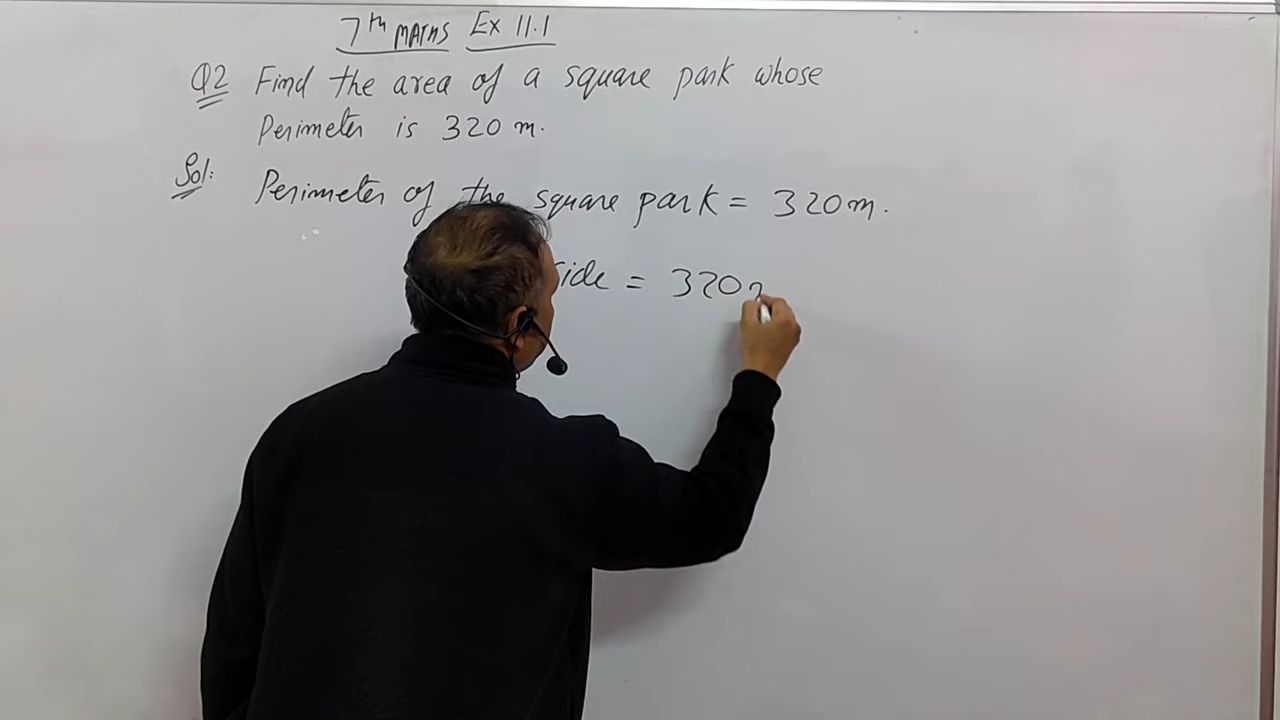 7th MATHS Ex 11.1
Q2 Find the area of a square park whose
Perimeter is 320 m.
Sol: Perimeter of the square park = 320m.
side = 320